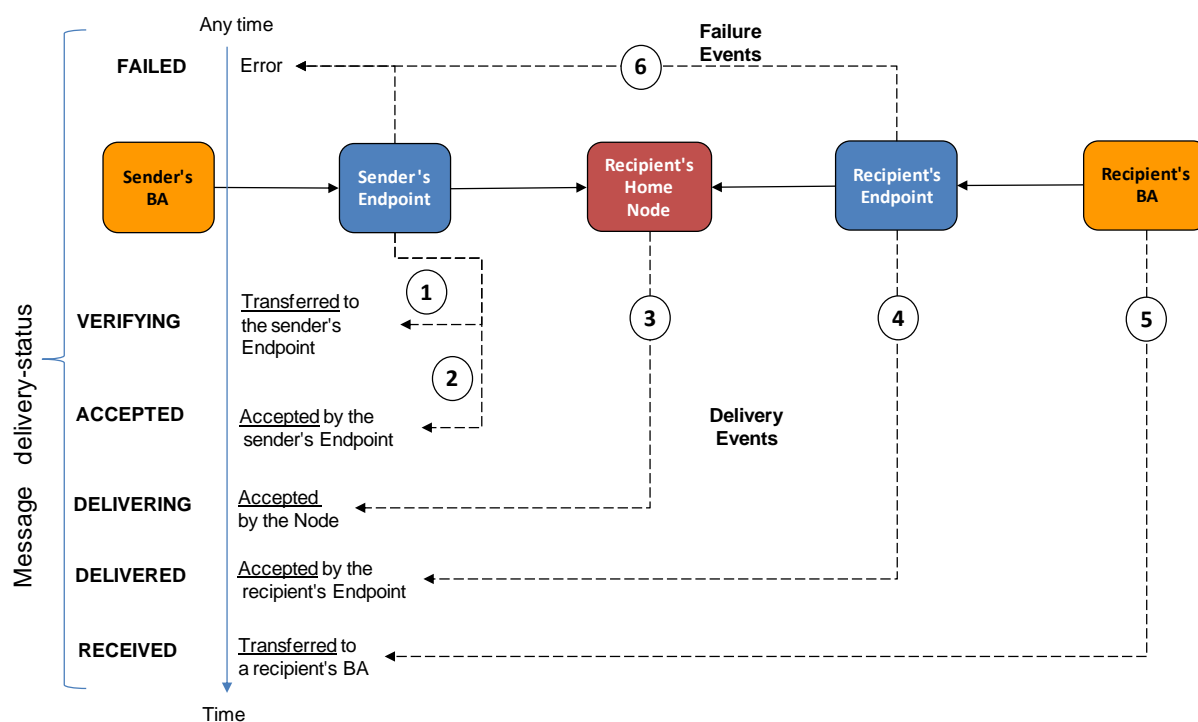 Any time
Failure
Events
FAILED
Error
6
Sender's
BA
Sender's
Endpoint
Recipient's
Home
Node
Recipient's
Endpoint
Recipient's
BA
Message delivery-status
1
VERIFYING
Transferred to
the sender's
Endpoint
3
4
5
2
ACCEPTED
Accepted by the
sender's Endpoint
Delivery
Events
DELIVERING
Accepted
by the Node
DELIVERED
Accepted by the
recipient's Endpoint
RECEIVED
Transferred to
a recipient's BA
Time